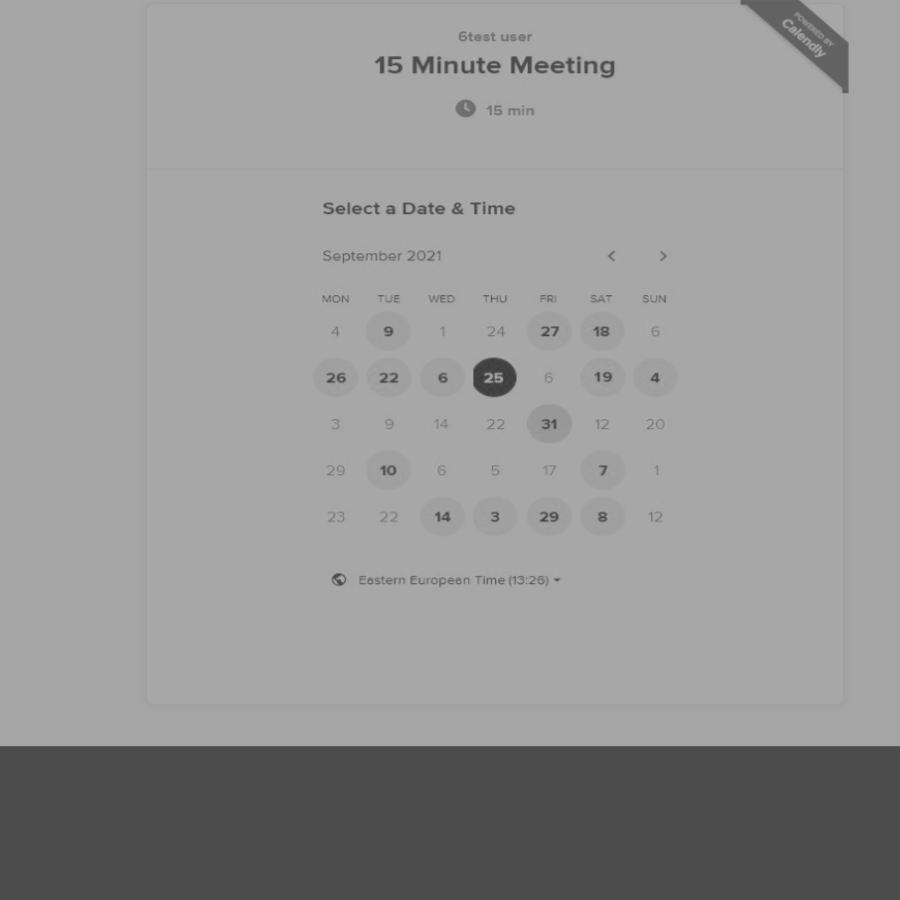 POWERED BY
Calendly
6test user
15 Minute Meeting
15 min
Select a Date & Time
September 2021
MON TUE WED THU FRI SAT SUN
4 9 1 24 27 18 6
26 22 6 25 6 19 4
3 9 14 22 31 12 20
29 10 6 5 17 7 1
23 22 14 3 29 8 12
Eastern European Time (13:26)